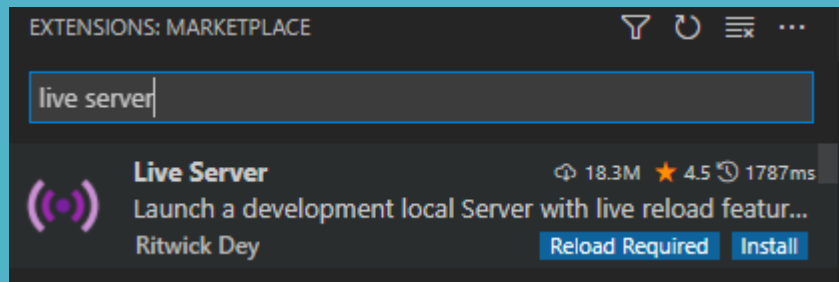 EXTENSIONS: MARKETPLACE
live server
Live Server 18.3M 4.5 1787ms
Launch a development local Server with live reload featur...
Ritwick Dey Reload Required Install